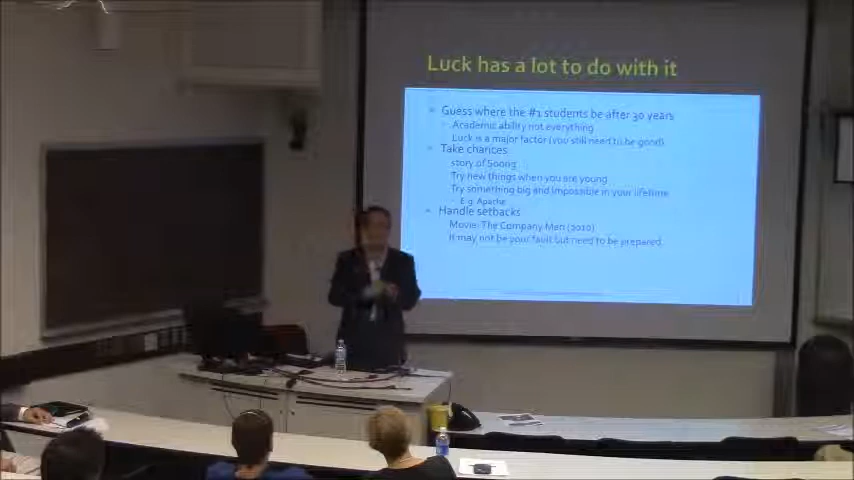 Luck has a lot to do with it
Guess where the #1 students be after 30 years
Academic ability not everything
Luck is a major factor (you still need to be good)
Take chances
story of Soong
Try new things when you are young
Try something big and impossible in your lifetime
E.g. Apache
Handle setbacks
Movie: The Company Men (2010)
It may not be your fault but need to be prepared